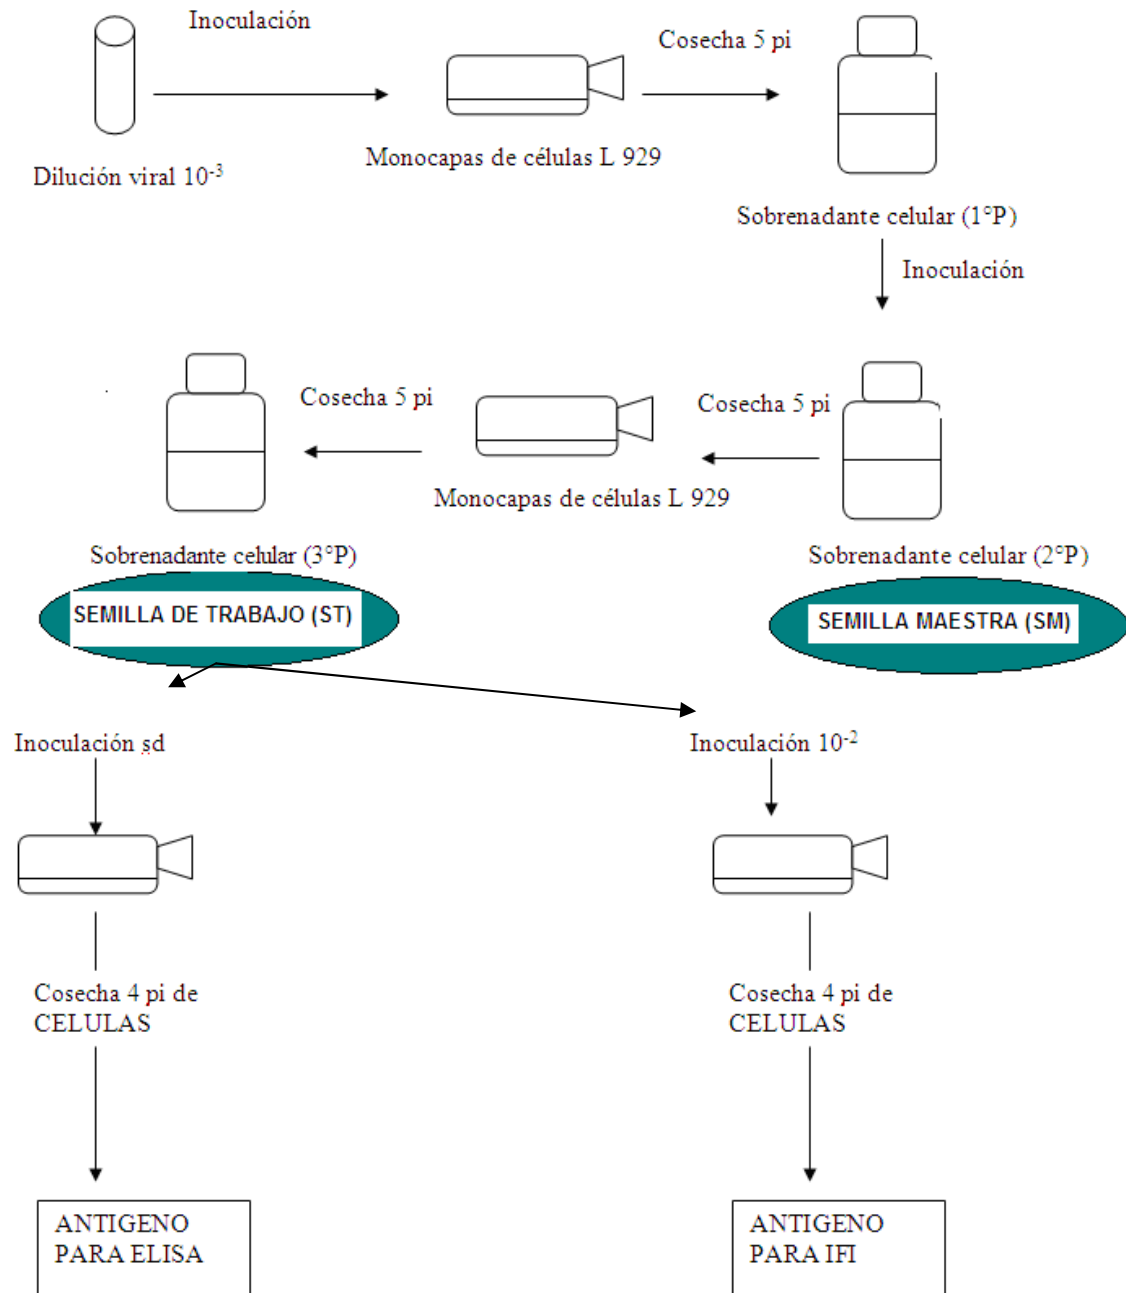 Inoculación
Cosecha 5 pi
Monocapas de células L 929
Dilución viral 10⁻³
Sobrenadante celular (1°P)
Inoculación
Cosecha 5 pi
Cosecha 5 pi
Monocapas de células L 929
Sobrenadante celular (3°P)
Sobrenadante celular (2°P)
SEMILLA DE TRABAJO (ST)
SEMILLA MAESTRA (SM)
Inoculación sd
Inoculación 10⁻²
Cosecha 4 pi de
CELULAS
Cosecha 4 pi de
CELULAS
ANTIGENO
PARA ELISA
ANTIGENO
PARA IFI